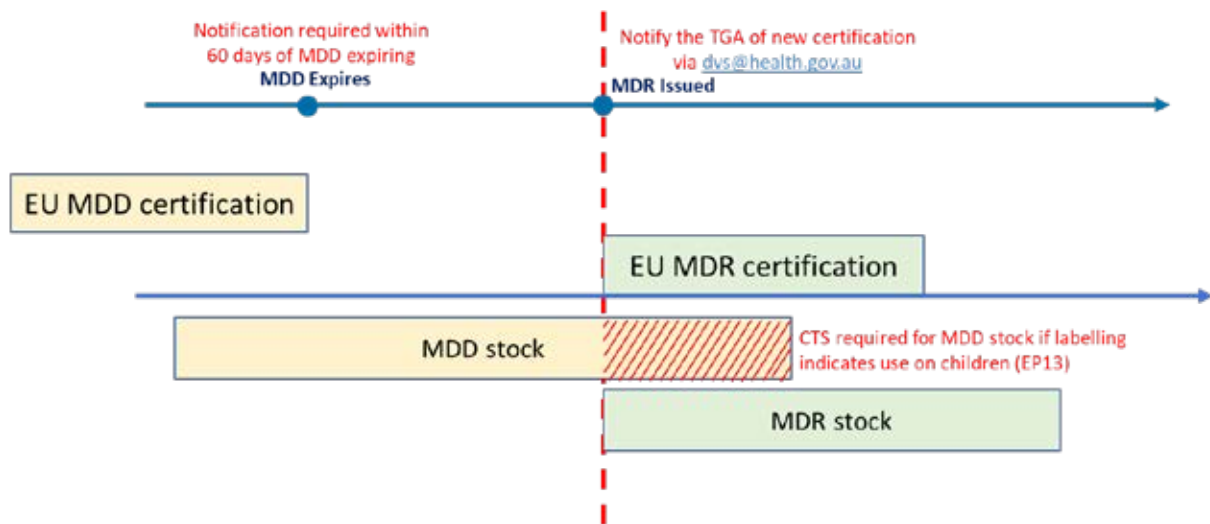 Notification required within
60 days of MDD expiring
MDD Expires
Notify the TGA of new certification
via dvs@health.gov.au
MDR Issued
EU MDD certification
EU MDR certification
MDD stock
CTS required for MDD stock if labelling
indicates use on children (EP13)
MDR stock